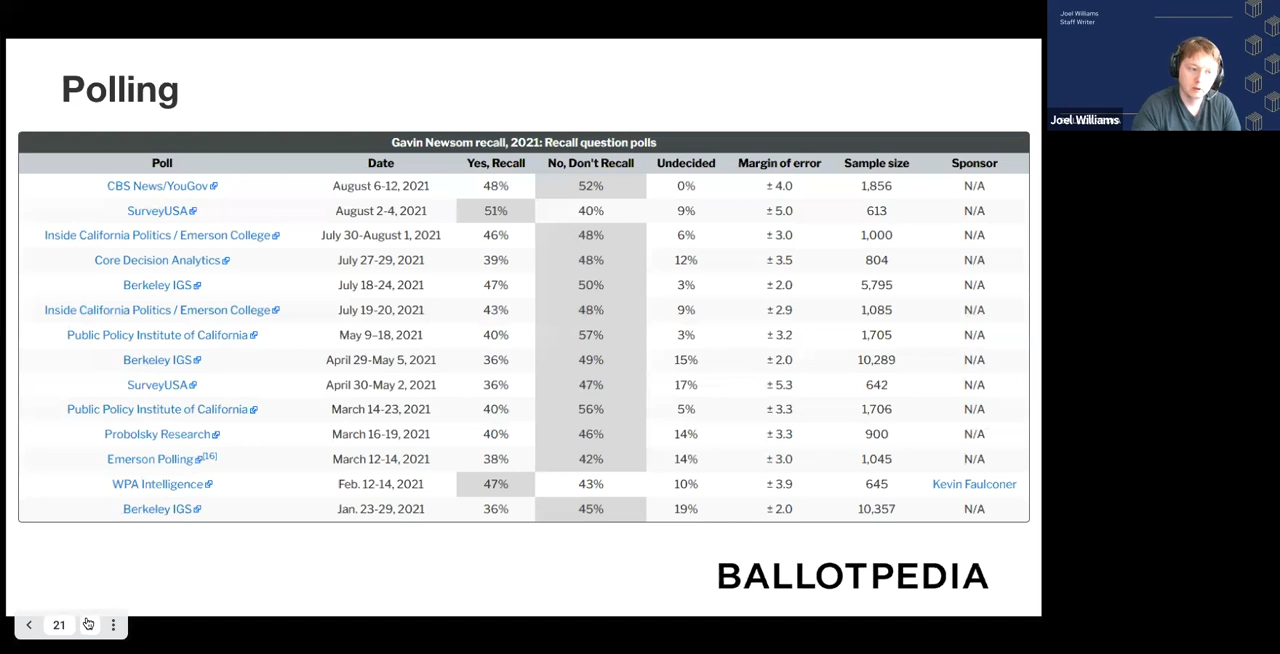 Joel Williams
Staff Writer
Joel Williams
Polling
Gavin Newsom recall, 2021: Recall question polls
Poll Date Yes, Recall No, Don't Recall Undecided Margin of error Sample size Sponsor
CBS News/YouGov August 6-12, 2021 48% 52% 0% ± 4.0 1,856 N/A
SurveyUSA August 2-4, 2021 51% 40% 9% ± 5.0 613 N/A
Inside California Politics / Emerson College July 30-August 1, 2021 46% 48% 6% ± 3.0 1,000 N/A
Core Decision Analytics July 27-29, 2021 39% 48% 12% ± 3.5 804 N/A
Berkeley IGS July 18-24, 2021 47% 50% 3% ± 2.0 5,795 N/A
Inside California Politics / Emerson College July 19-20, 2021 43% 48% 9% ± 2.9 1,085 N/A
Public Policy Institute of California May 9–18, 2021 40% 57% 3% ± 3.2 1,705 N/A
Berkeley IGS April 29-May 5, 2021 36% 49% 15% ± 2.0 10,289 N/A
SurveyUSA April 30-May 2, 2021 36% 47% 17% ± 5.3 642 N/A
Public Policy Institute of California March 14-23, 2021 40% 56% 5% ± 3.3 1,706 N/A
Probolsky Research March 16-19, 2021 40% 46% 14% ± 3.3 900 N/A
Emerson Polling[16] March 12-14, 2021 38% 42% 14% ± 3.0 1,045 N/A
WPA Intelligence Feb. 12-14, 2021 47% 43% 10% ± 3.9 645 Kevin Faulconer
Berkeley IGS Jan. 23-29, 2021 36% 45% 19% ± 2.0 10,357 N/A
BALLOTPEDIA
21